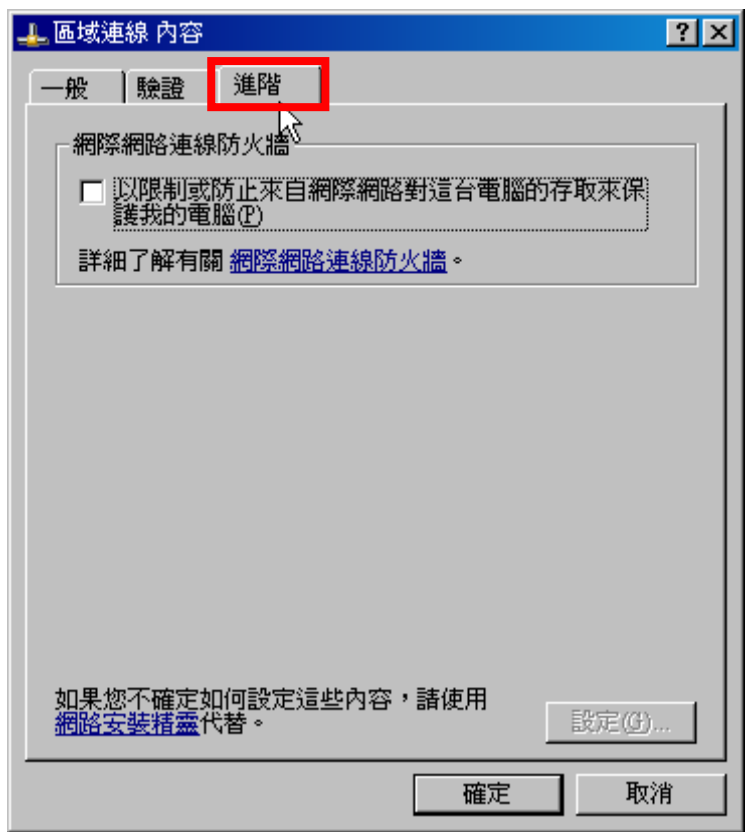 區域連線 內容
一般
驗證
進階
網際網路連線防火牆
以限制或防止來自網際網路對這台電腦的存取來保
護我的電腦(P)
詳細了解有關 網際網路連線防火牆。
如果您不確定如何設定這些內容，請使用
網路安裝精靈代替。
設定(G)...
確定
取消